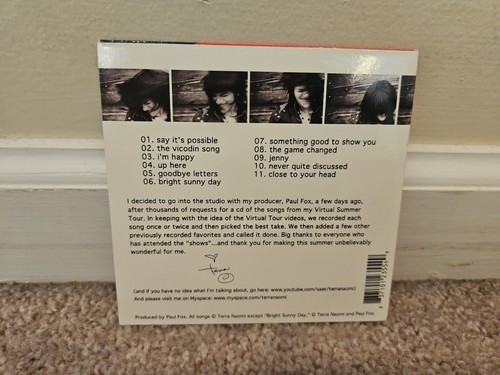 01. say it's possible
02. the vicodin song
03. i'm happy
04. up here
05. goodbye letters
06. bright sunny day
07. something good to show you
08. the game changed
09. jenny
10. never quite discussed
11. close to your head
I decided to go into the studio with my producer, Paul Fox, a few days ago,
after thousands of requests for a cd of the songs from my Virtual Summer
Tour. In keeping with the idea of the Virtual Tour videos, we recorded each
song once or twice and then picked the best take. We then added a few other
previously recorded favorites and called it done. Big thanks to everyone who
has attended the "shows"...and thank you for making this summer unbelievably
wonderful for me.
terra
(and if you have no idea what I'm talking about, go here: www.youtube.com/user/terranaomi)
And please visit me on Myspace: www.myspace.com/terranaomi
Produced by Paul Fox. All songs © Terra Naomi except "Bright Sunny Day," © Terra Naomi and Paul Fox.